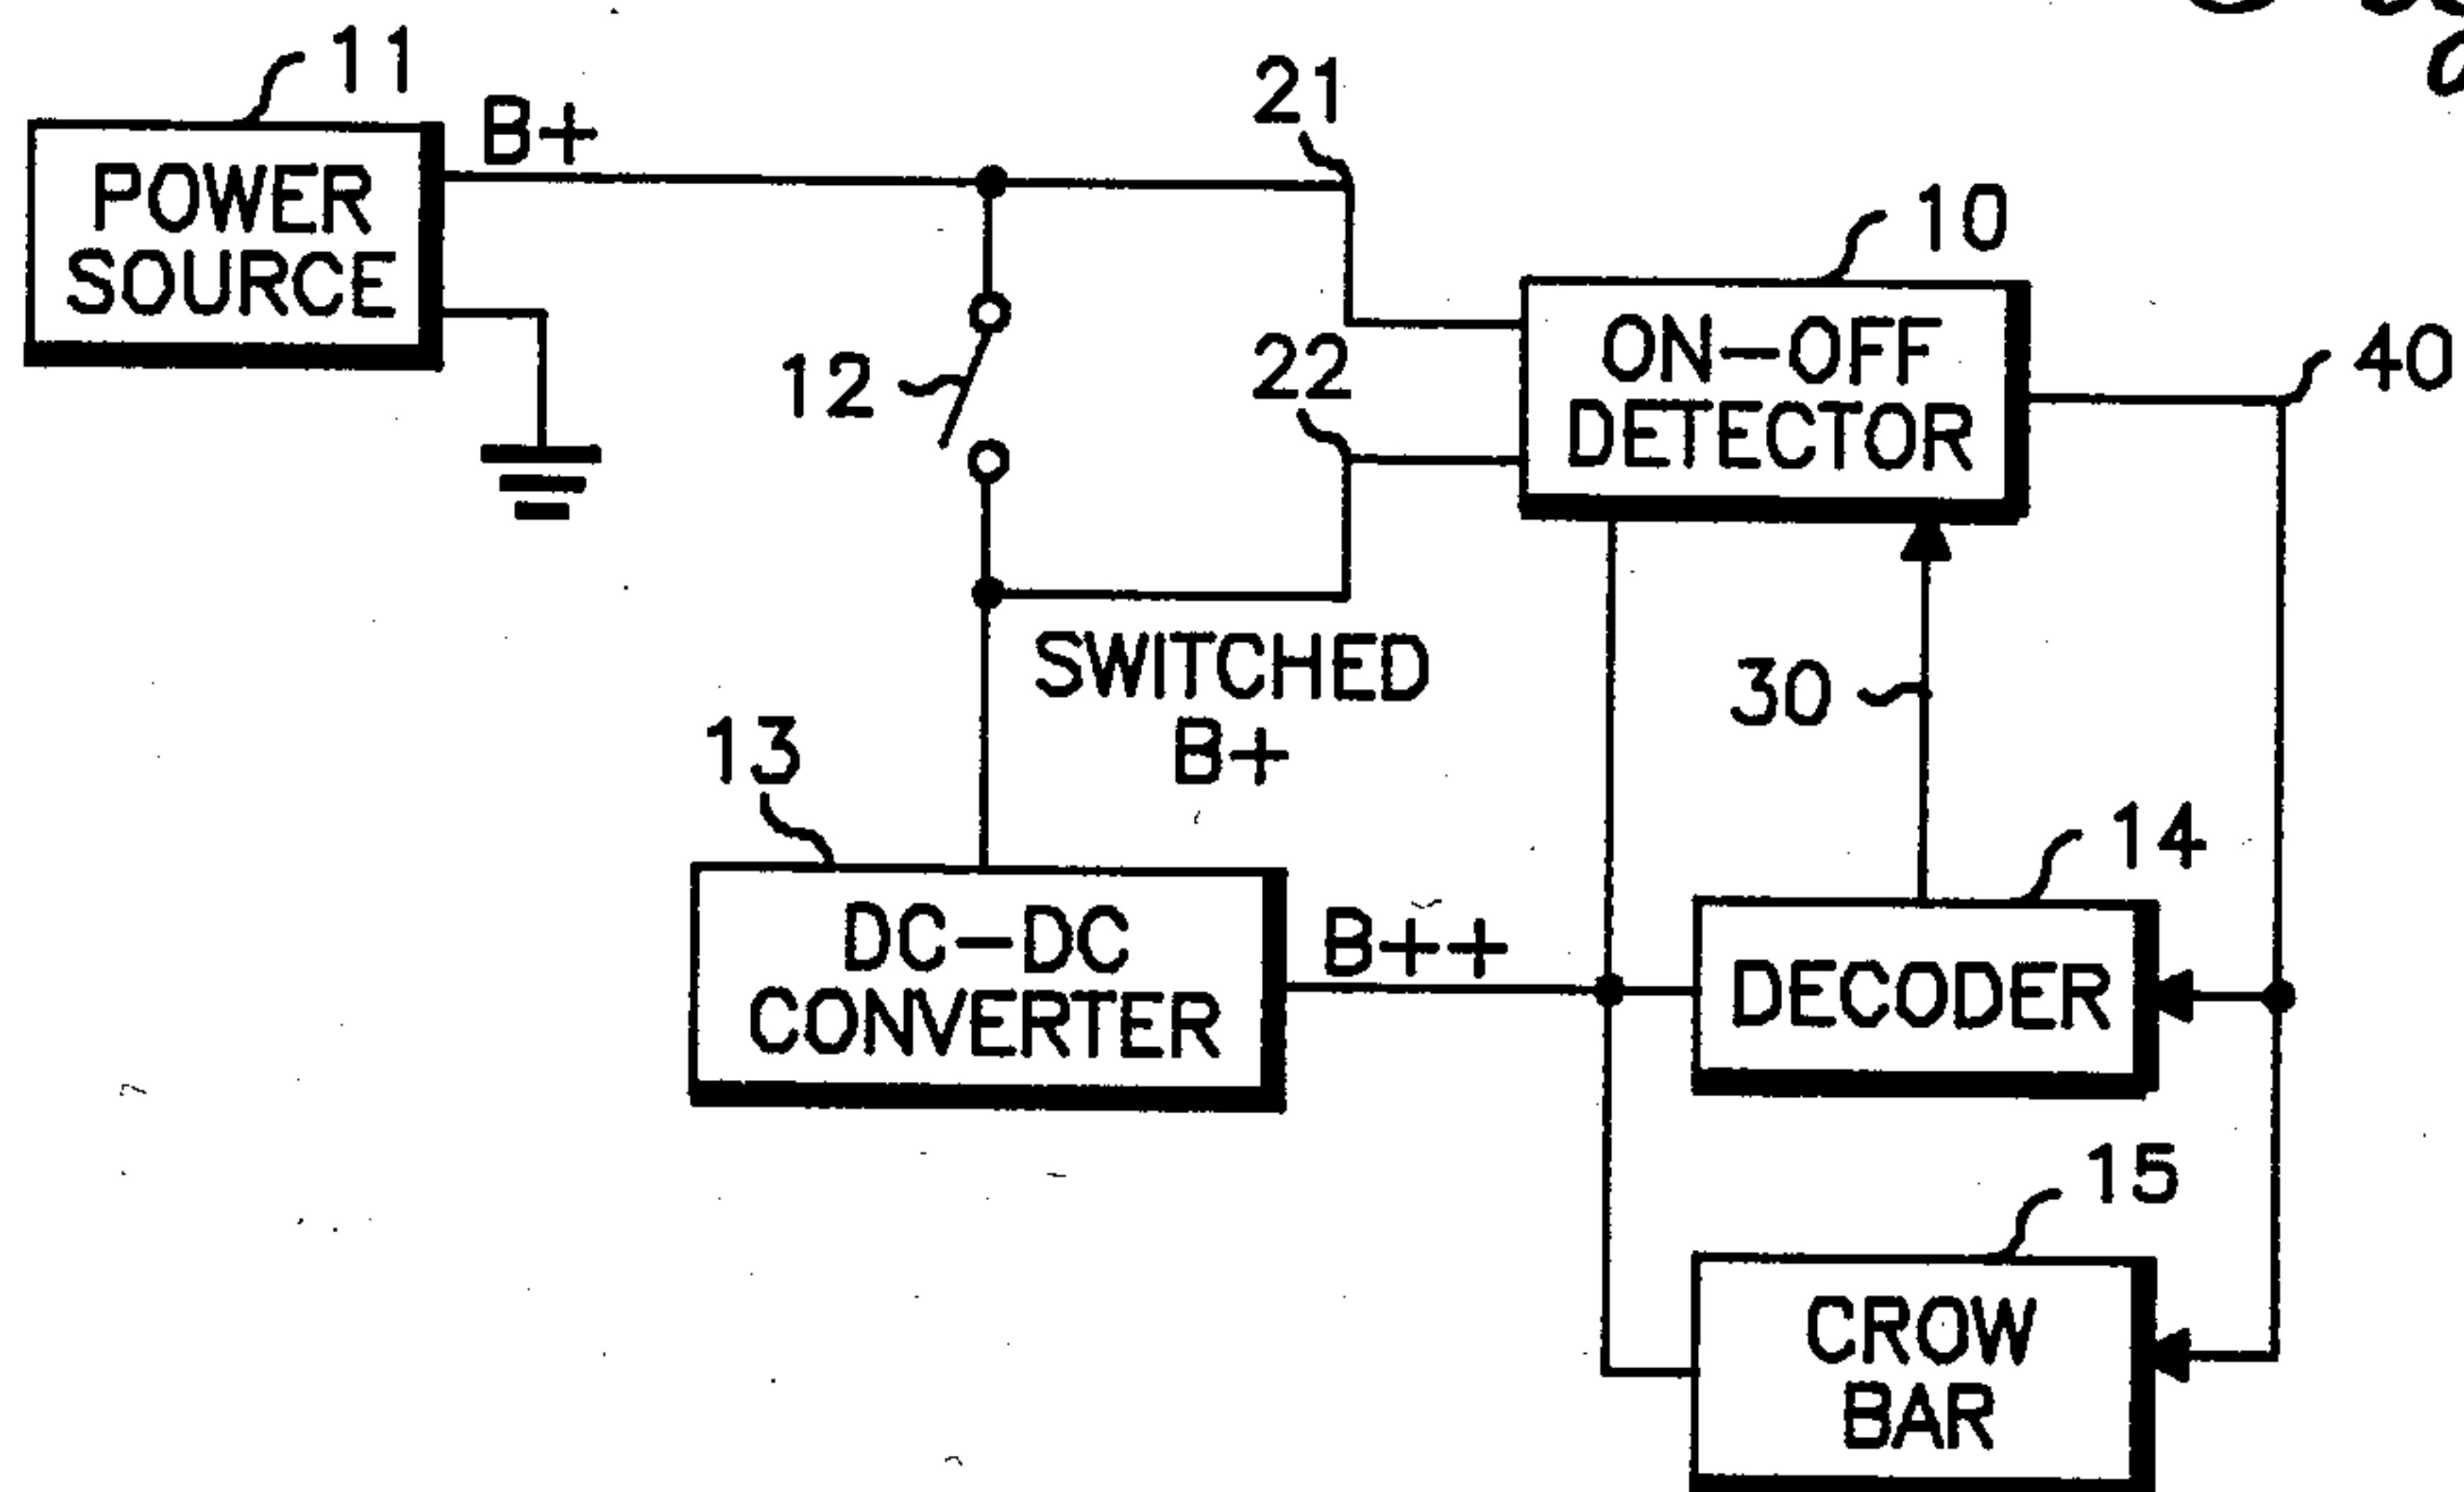 11
B+
POWER
SOURCE
21
10
ON-OFF
DETECTOR
12
22
40
SWITCHED
B+
30
13
14
DC-DC
CONVERTER
B++
DECODER
15
CROW
BAR